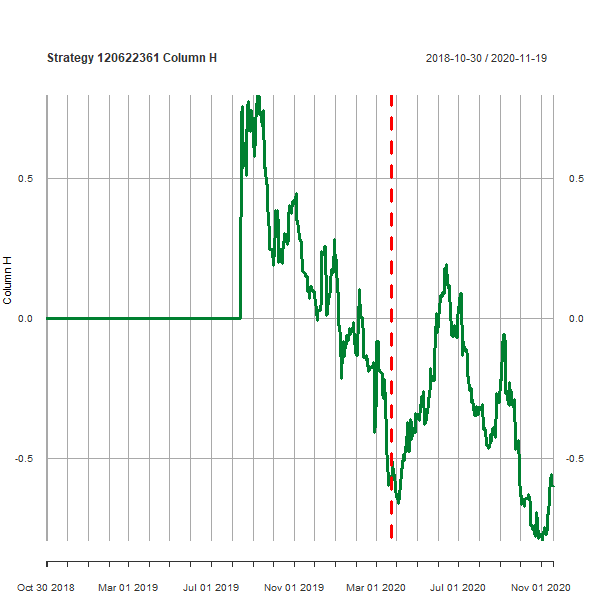 Strategy 120622361 Column H
2018-10-30 / 2020-11-19
Column H
0.5
0.5
0.0
0.0
-0.5
-0.5
Oct 30 2018
Mar 01 2019
Jul 01 2019
Nov 01 2019
Mar 01 2020
Jul 01 2020
Nov 01 2020